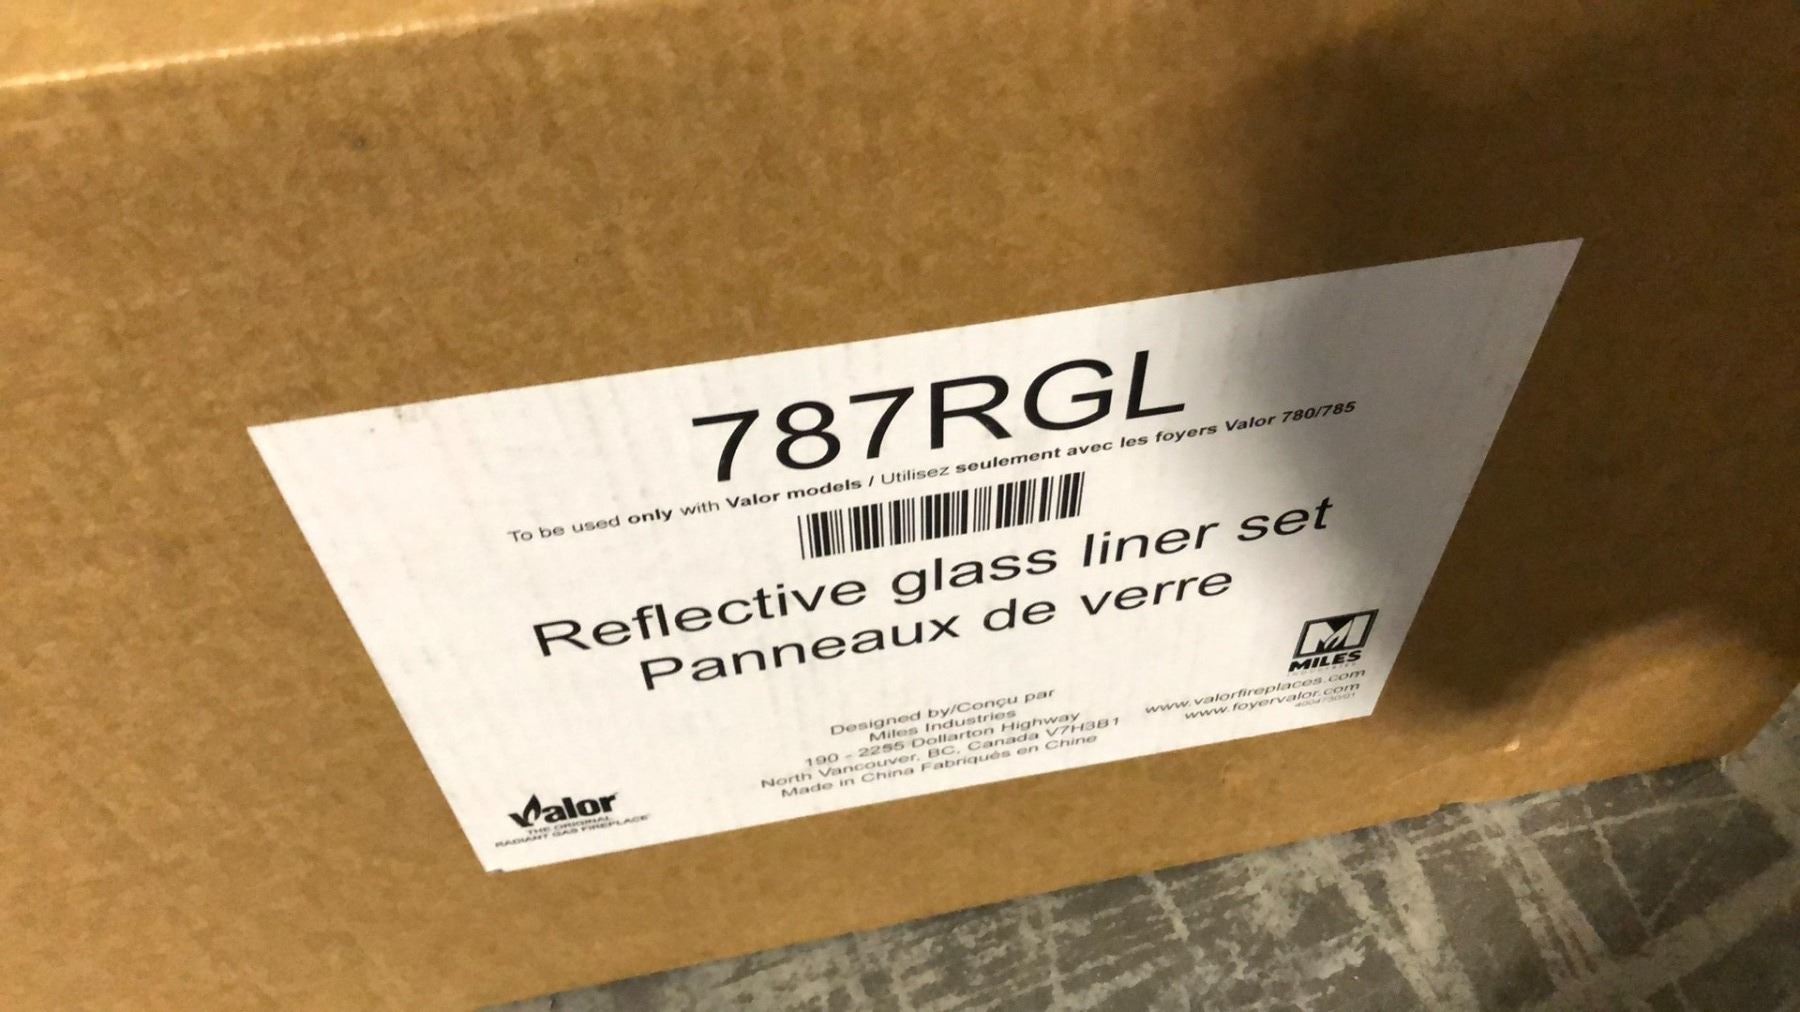 787RGL
To be used only with Valor models / Utilisez seulement avec les foyers Valor 780/785
Reflective glass liner set
Panneaux de verre
MILES
Designed by/Conçu par
Miles Industries
190 - 2255 Dollarton Highway
North Vancouver, BC, Canada V7H3B1
Made in China Fabriqués en Chine
www.valorfireplaces.com
www.foyervalor.com
Valor
THE ORIGINAL
RADIANT GAS FIREPLACE